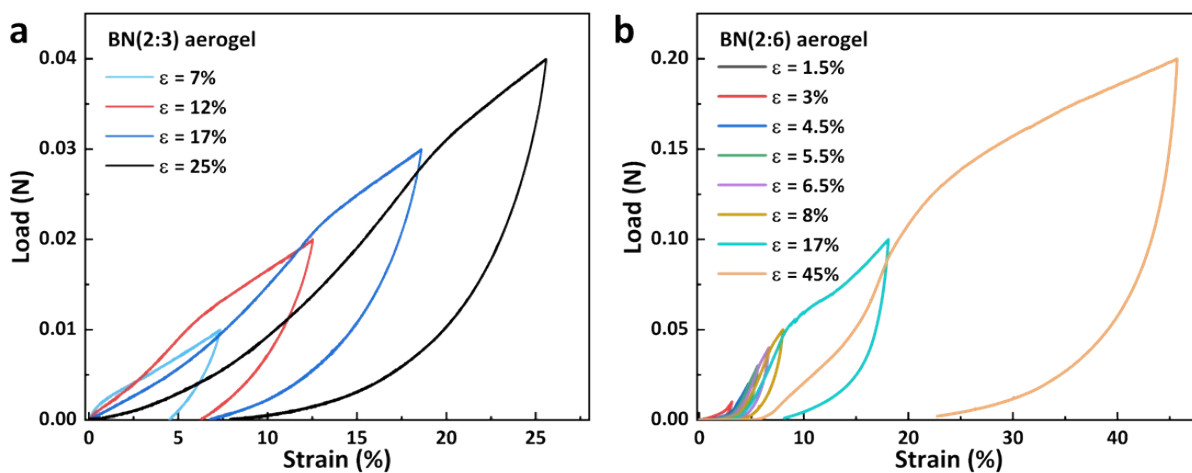 a
BN(2:3) aerogel
ε = 7%
ε = 12%
ε = 17%
ε = 25%
Load (N)
0.04
0.03
0.02
0.01
0.00
0 5 10 15 20 25
Strain (%)
b
BN(2:6) aerogel
ε = 1.5%
ε = 3%
ε = 4.5%
ε = 5.5%
ε = 6.5%
ε = 8%
ε = 17%
ε = 45%
Load (N)
0.20
0.15
0.10
0.05
0.00
0 10 20 30 40
Strain (%)